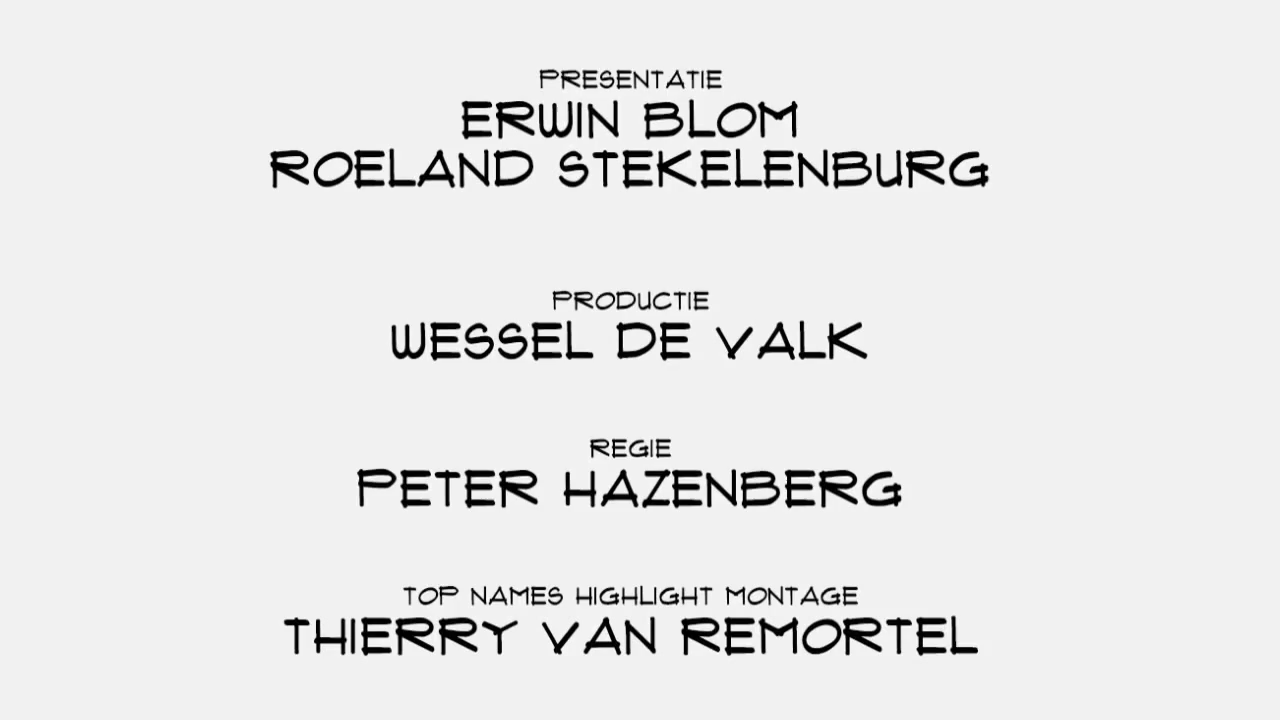 PRESENTATIE
ERWIN BLOM
ROELAND STEKELENBURG
PRODUCTIE
WESSEL DE VALK
REGIE
PETER HAZENBERG
TOP NAMES HIGHLIGHT MONTAGE
THIERRY VAN REMORTEL